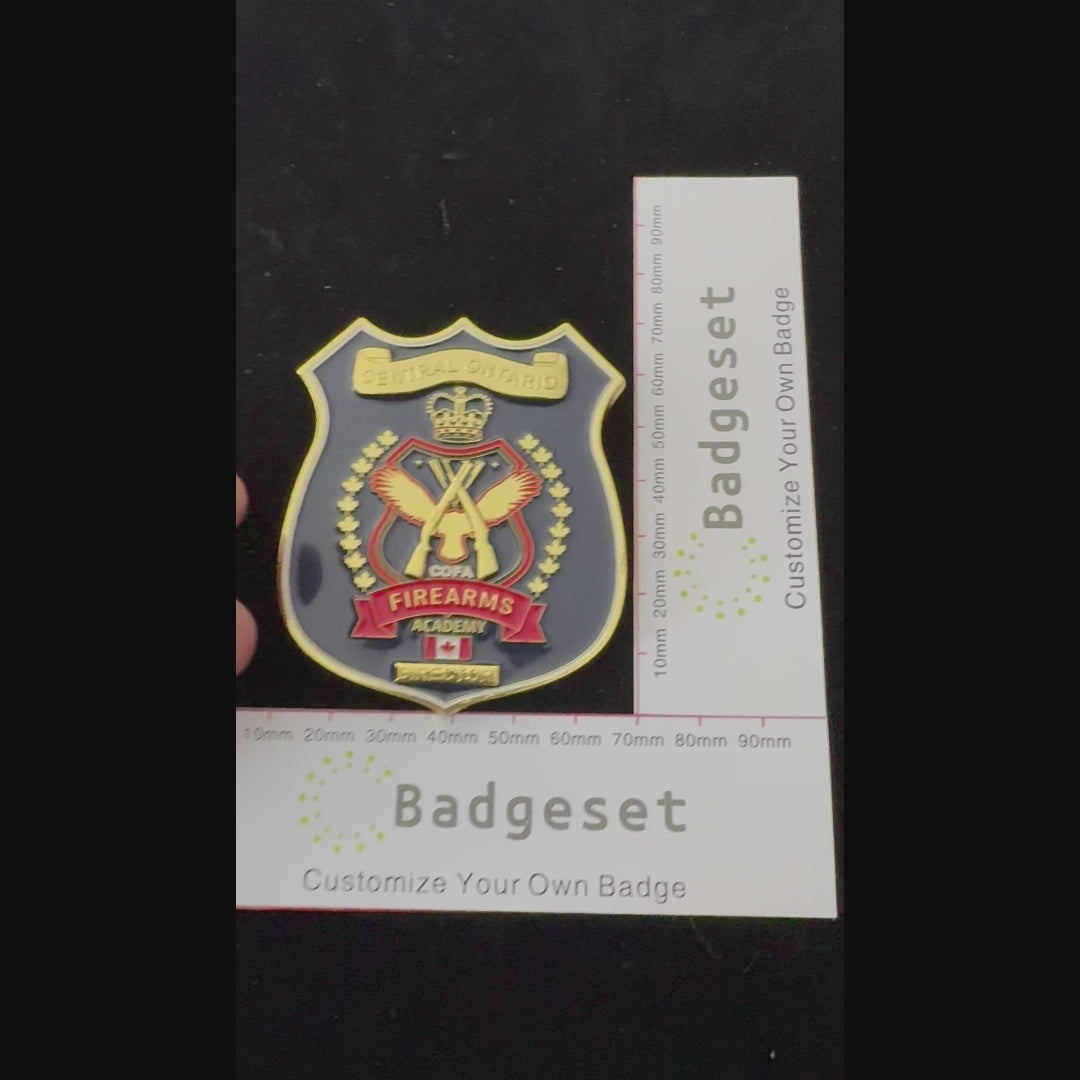 CENTRAL ONTARIO
COFA
FIREARMS
ACADEMY
DIRECTOR
10mm 20mm 30mm 40mm 50mm 60mm 70mm 80mm 90mm
Badgeset
Customize Your Own Badge
10mm 20mm 30mm 40mm 50mm 60mm 70mm 80mm 90mm
Badgeset
Customize Your Own Badge